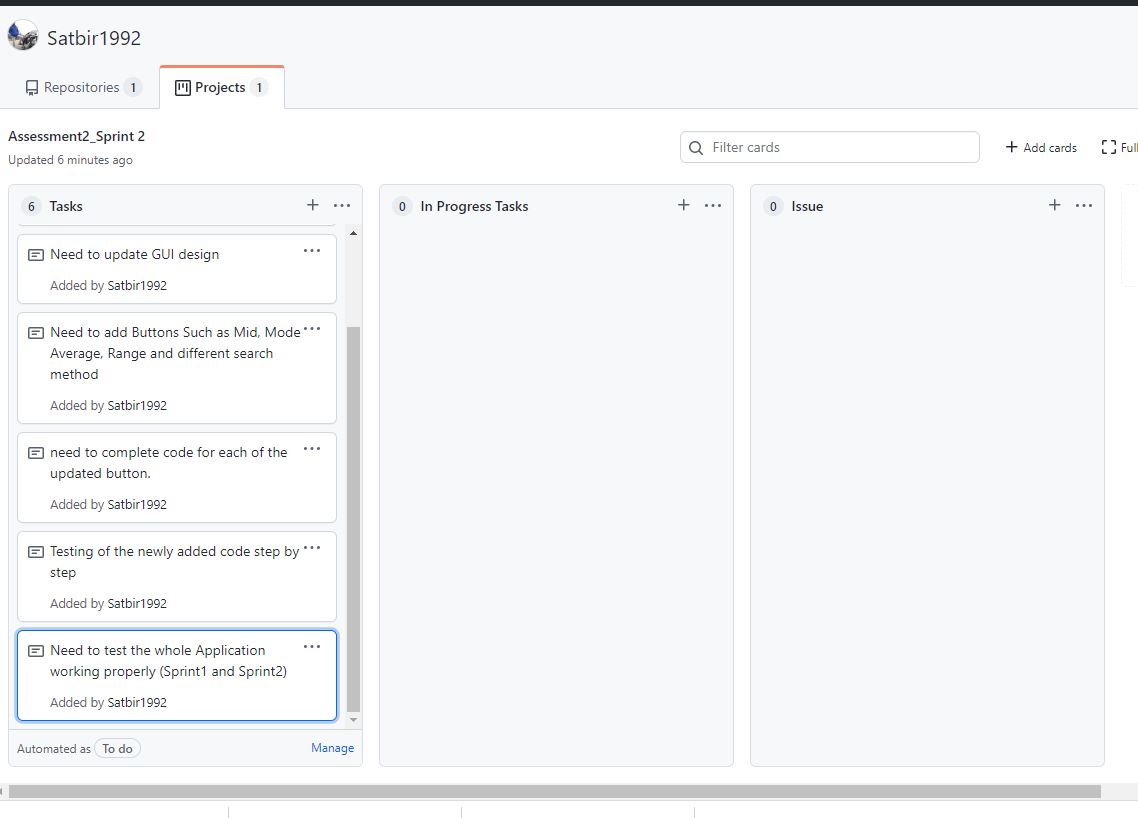 Satbir1992
Repositories 1
Projects 1
Assessment2_Sprint 2
Updated 6 minutes ago
Filter cards
Add cards
Full
6 Tasks
Need to update GUI design
Added by Satbir1992
Need to add Buttons Such as Mid, Mode
Average, Range and different search
method
Added by Satbir1992
need to complete code for each of the
updated button.
Added by Satbir1992
Testing of the newly added code step by
step
Added by Satbir1992
Need to test the whole Application
working properly (Sprint1 and Sprint2)
Added by Satbir1992
Automated as To do
Manage
0 In Progress Tasks
0 Issue